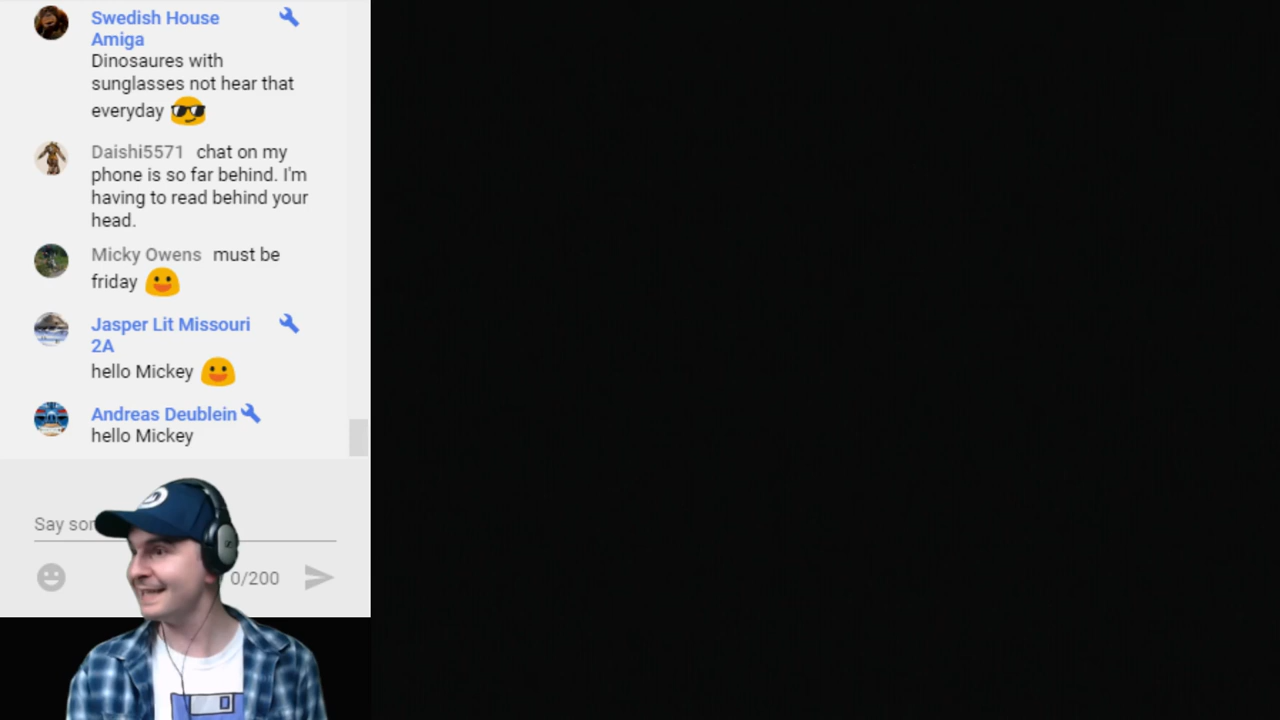 Swedish House
Amiga
Dinosaures with
sunglasses not hear that
everyday
Daishi5571 chat on my
phone is so far behind. I'm
having to read behind your
head.
Micky Owens must be
friday
Jasper Lit Missouri
2A
hello Mickey
Andreas Deublein
hello Mickey
Say
0/200